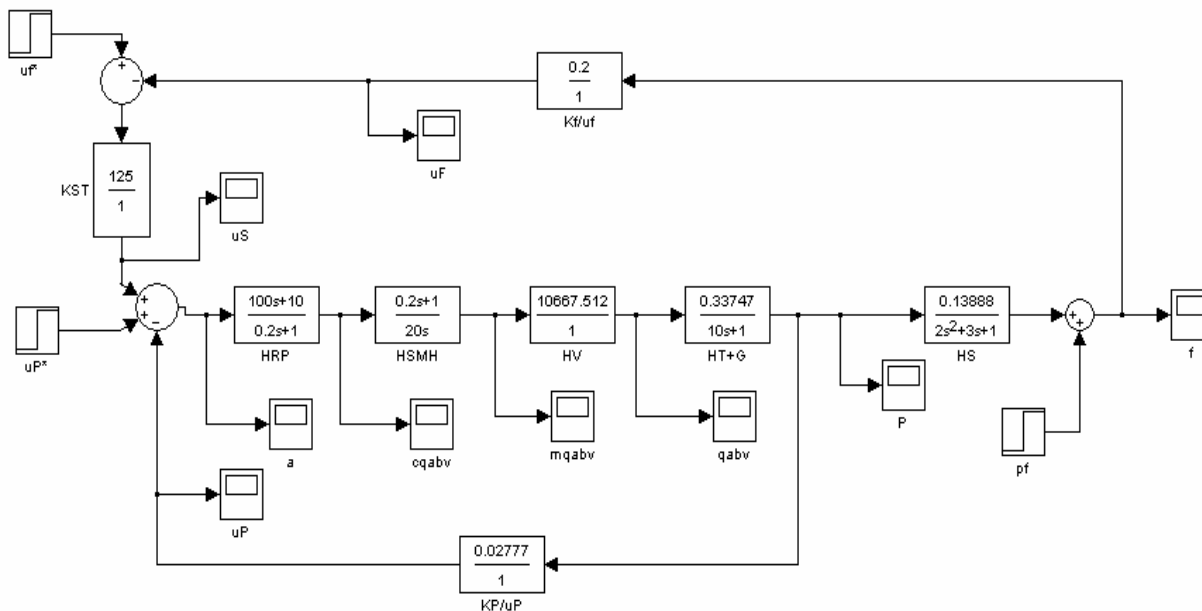 uf*
+
−
0.2
1
Kf/uf
uF
KST
125
1
uS
+
+
−
uP*
100s+10
0.2s+1
HRP
0.2s+1
20s
HSMH
10667.512
1
HV
0.33747
10s+1
HT+G
0.13888
2s²+3s+1
HS
+
+
f
P
pf
a
cqabv
mqabv
qabv
uP
0.02777
1
KP/uP